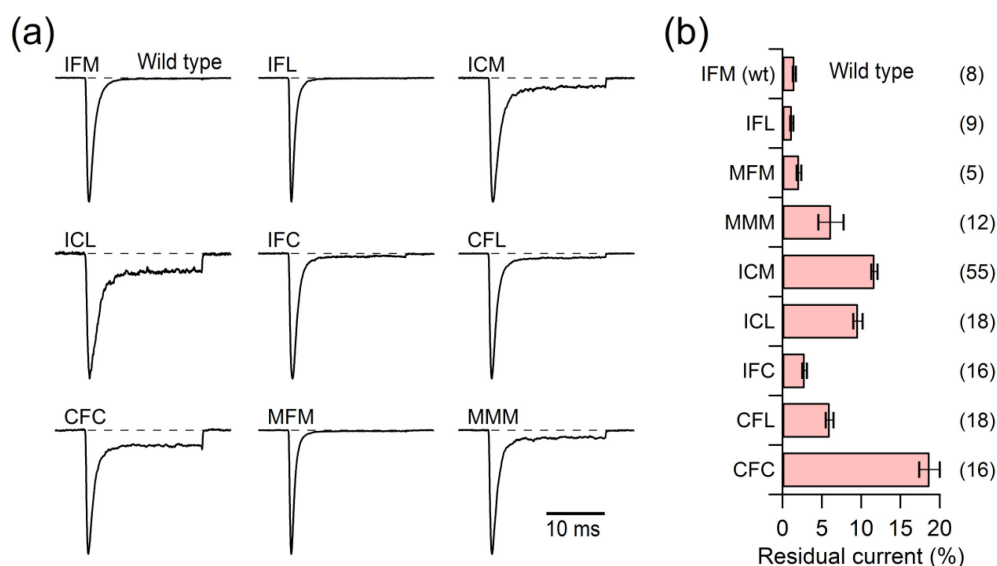 (a)
IFM Wild type
IFL
ICM
ICL
IFC
CFL
CFC
MFM
MMM
10 ms
(b)
IFM (wt) Wild type (8)
IFL (9)
MFM (5)
MMM (12)
ICM (55)
ICL (18)
IFC (16)
CFL (18)
CFC (16)
0 5 10 15 20
Residual current (%)